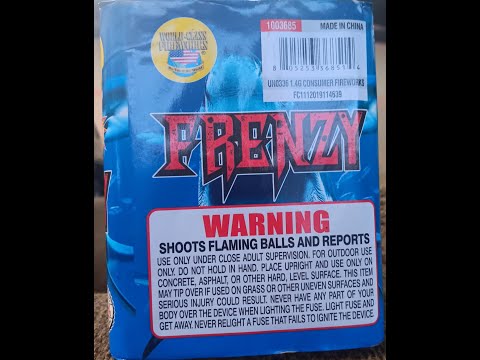 WORLD-CLASS
FIREWORKS
1003685
MADE IN CHINA
UN0336 1.4G CONSUMER FIREWORKS
FC1112019114639
FRENZY
WARNING
SHOOTS FLAMING BALLS AND REPORTS
USE ONLY UNDER CLOSE ADULT SUPERVISION. FOR OUTDOOR USE
ONLY. DO NOT HOLD IN HAND. PLACE UPRIGHT AND USE ONLY ON
CONCRETE, ASPHALT, OR OTHER HARD, LEVEL SURFACE. THIS ITEM
MAY TIP OVER IF USED ON GRASS OR OTHER UNEVEN SURFACES AND
SERIOUS INJURY COULD RESULT. NEVER HAVE ANY PART OF YOUR
BODY OVER THE DEVICE WHEN LIGHTING THE FUSE. LIGHT FUSE AND
GET AWAY. NEVER RELIGHT A FUSE THAT FAILS TO IGNITE THE DEVICE